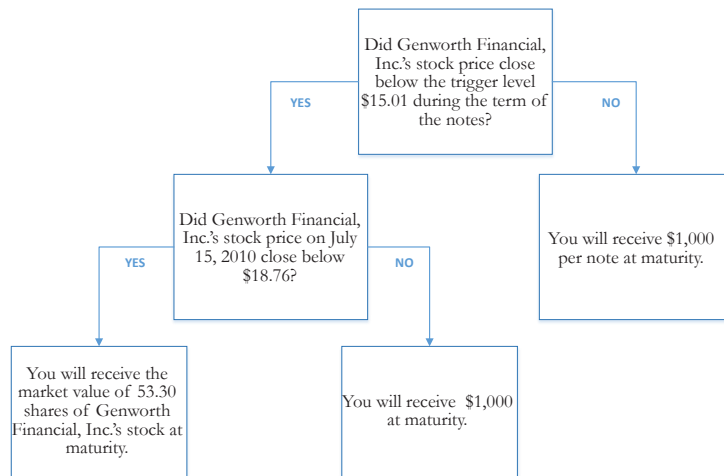 Did Genworth Financial,
Inc.'s stock price close
below the trigger level
$15.01 during the term of
the notes?
YES
NO
Did Genworth Financial,
Inc.'s stock price on July
15, 2010 close below
$18.76?
You will receive $1,000
per note at maturity.
YES
NO
You will receive the
market value of 53.30
shares of Genworth
Financial, Inc.'s stock at
maturity.
You will receive $1,000
at maturity.